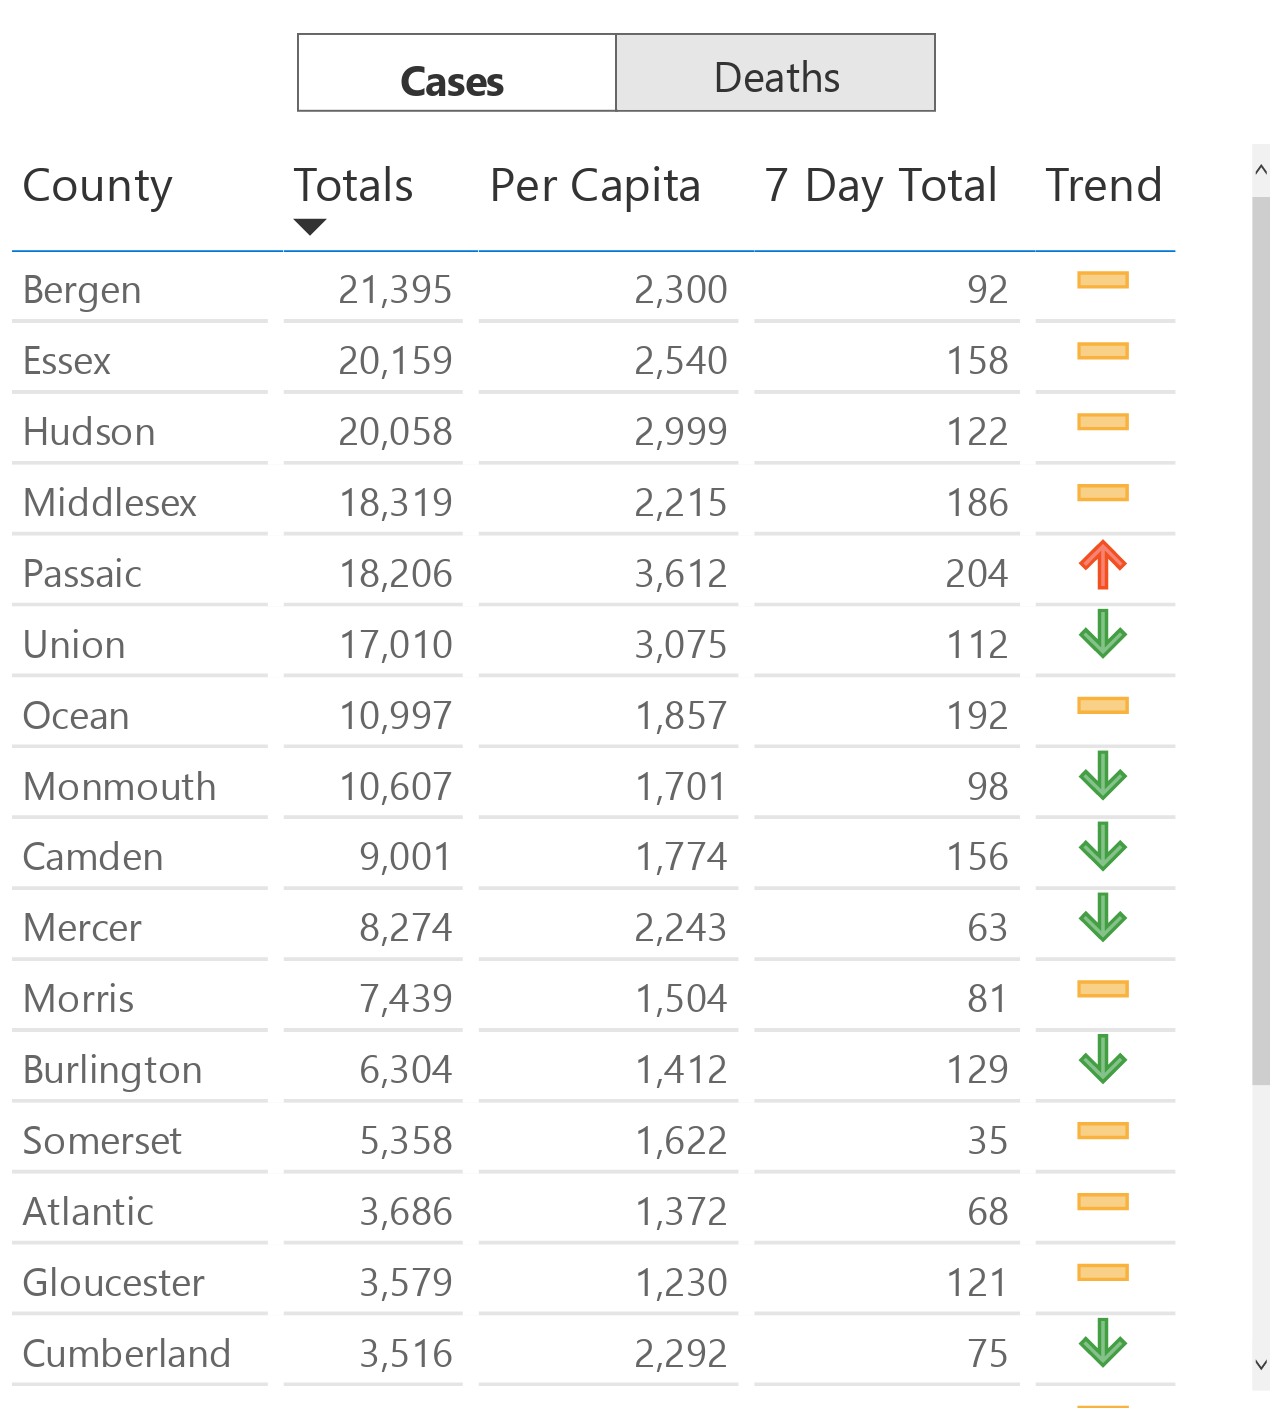 Cases Deaths
County Totals Per Capita 7 Day Total Trend
Bergen 21,395 2,300 92
Essex 20,159 2,540 158
Hudson 20,058 2,999 122
Middlesex 18,319 2,215 186
Passaic 18,206 3,612 204
Union 17,010 3,075 112
Ocean 10,997 1,857 192
Monmouth 10,607 1,701 98
Camden 9,001 1,774 156
Mercer 8,274 2,243 63
Morris 7,439 1,504 81
Burlington 6,304 1,412 129
Somerset 5,358 1,622 35
Atlantic 3,686 1,372 68
Gloucester 3,579 1,230 121
Cumberland 3,516 2,292 75